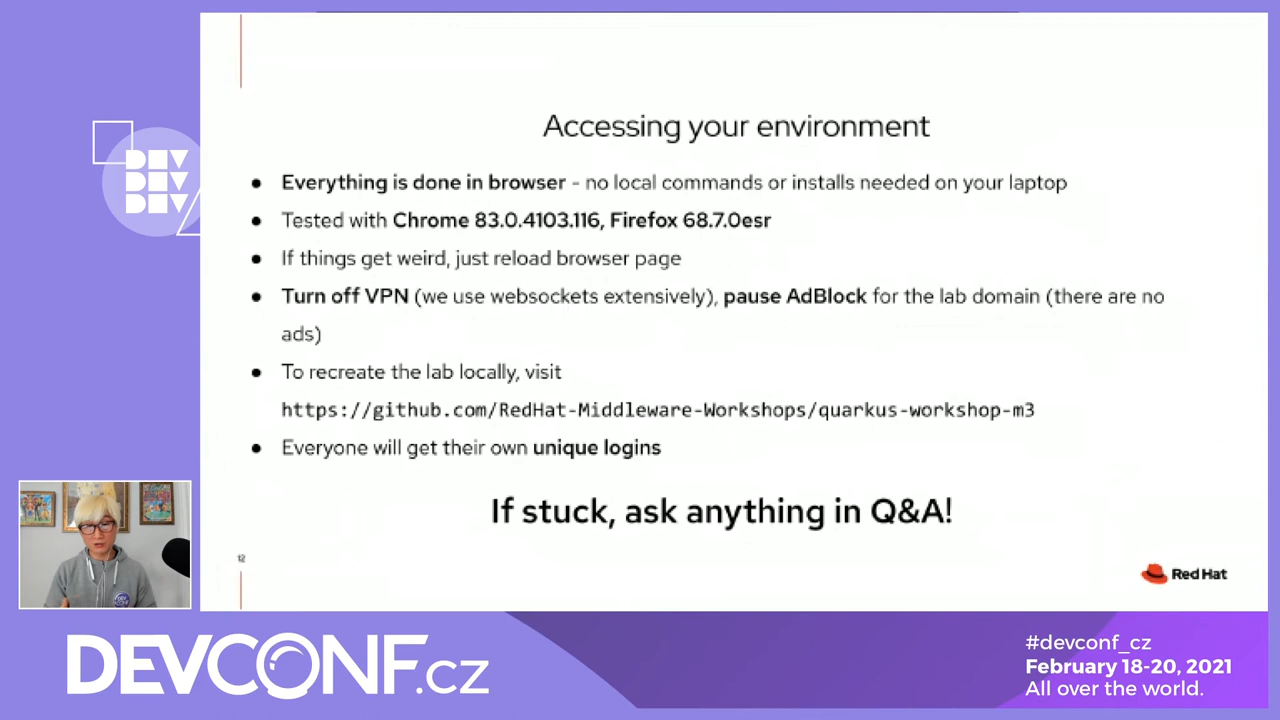 Accessing your environment
● Everything is done in browser - no local commands or installs needed on your laptop
● Tested with Chrome 83.0.4103.116, Firefox 68.7.0esr
● If things get weird, just reload browser page
● Turn off VPN (we use websockets extensively), pause AdBlock for the lab domain (there are no
ads)
● To recreate the lab locally, visit
https://github.com/RedHat-Middleware-Workshops/quarkus-workshop-m3
● Everyone will get their own unique logins
If stuck, ask anything in Q&A!
12
Red Hat
DEV
DEV
DEV
DEVCONF.cz
#devconf_cz
February 18-20, 2021
All over the world.